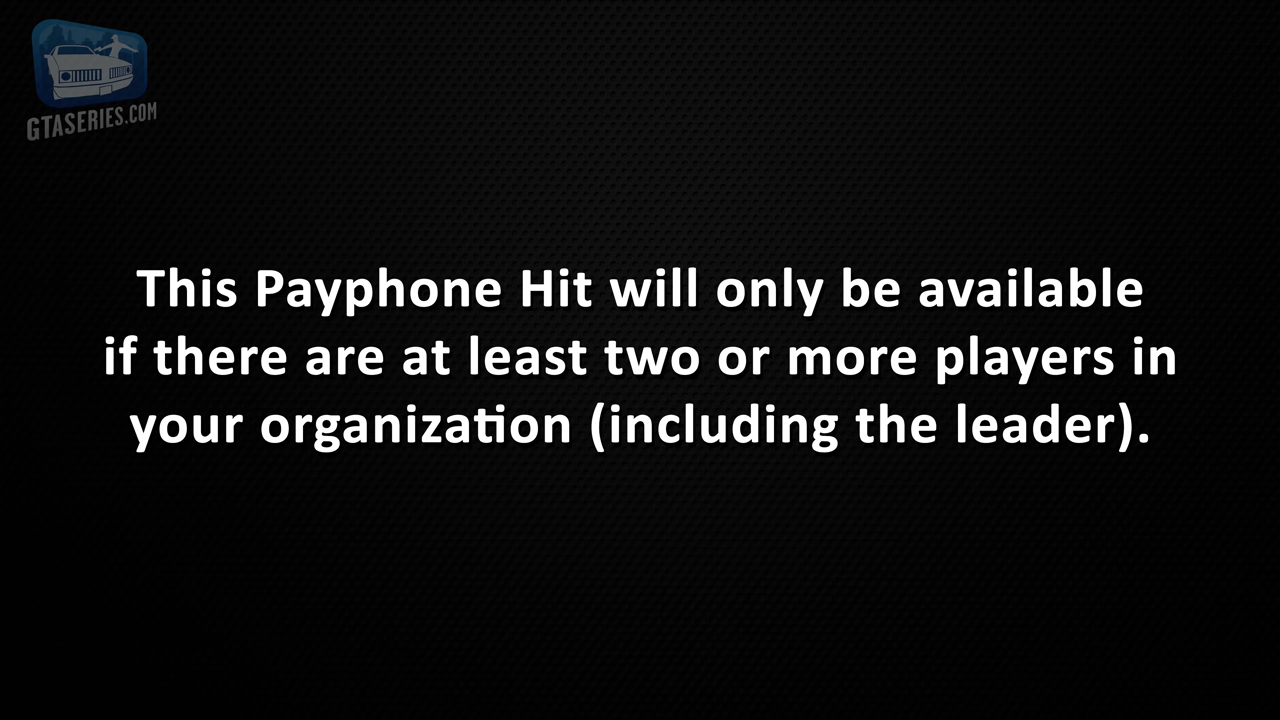 GTASERIES.COM
This Payphone Hit will only be available
if there are at least two or more players in
your organization (including the leader).